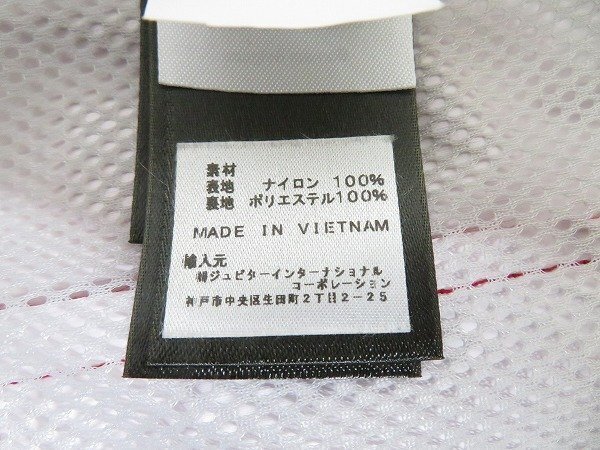 素材
表地 ナイロン 100%
裏地 ポリエステル100%
MADE IN VIETNAM
輸入元
㈱ジュピターインターナショナル
コーポレーション
神戸市中央区生田町2丁目2-25